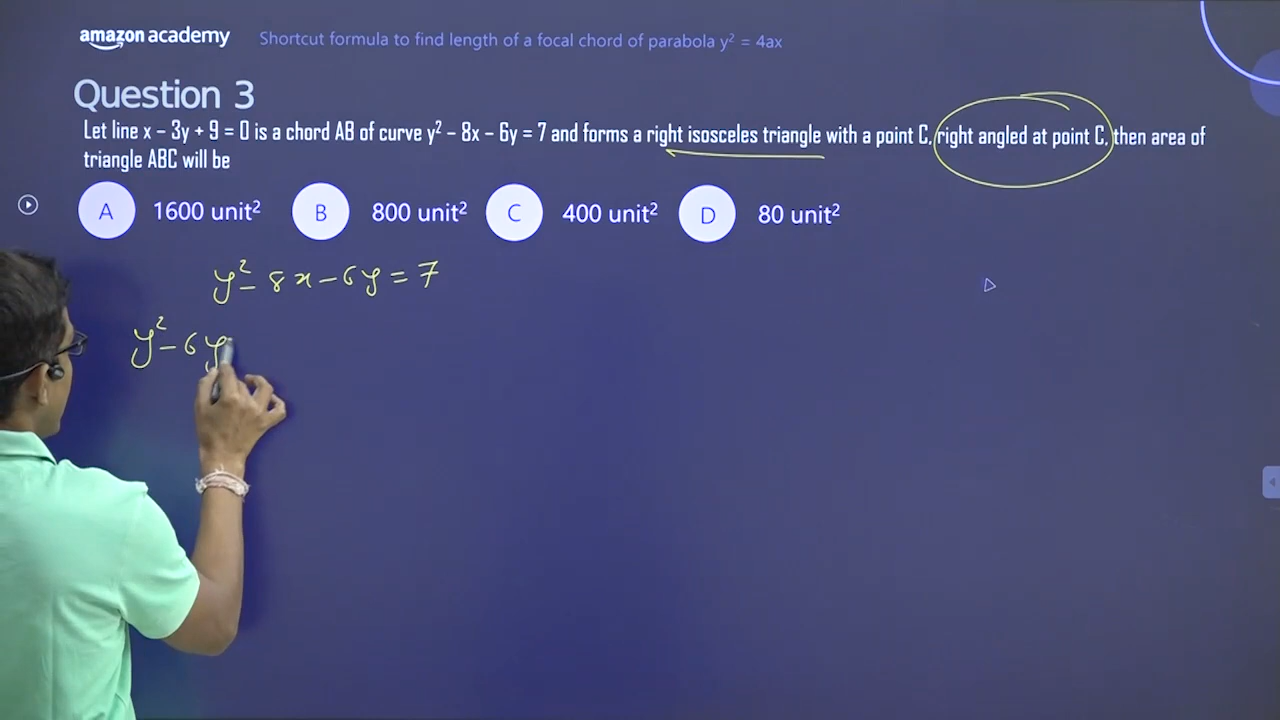 amazon academy
Shortcut formula to find length of a focal chord of parabola y² = 4ax
Question 3
Let line x – 3y + 9 = 0 is a chord AB of curve y² – 8x – 6y = 7 and forms a right isosceles triangle with a point C, right angled at point C, then area of
triangle ABC will be
A 1600 unit² B 800 unit² C 400 unit² D 80 unit²
y² - 8x - 6y = 7
y² - 6y